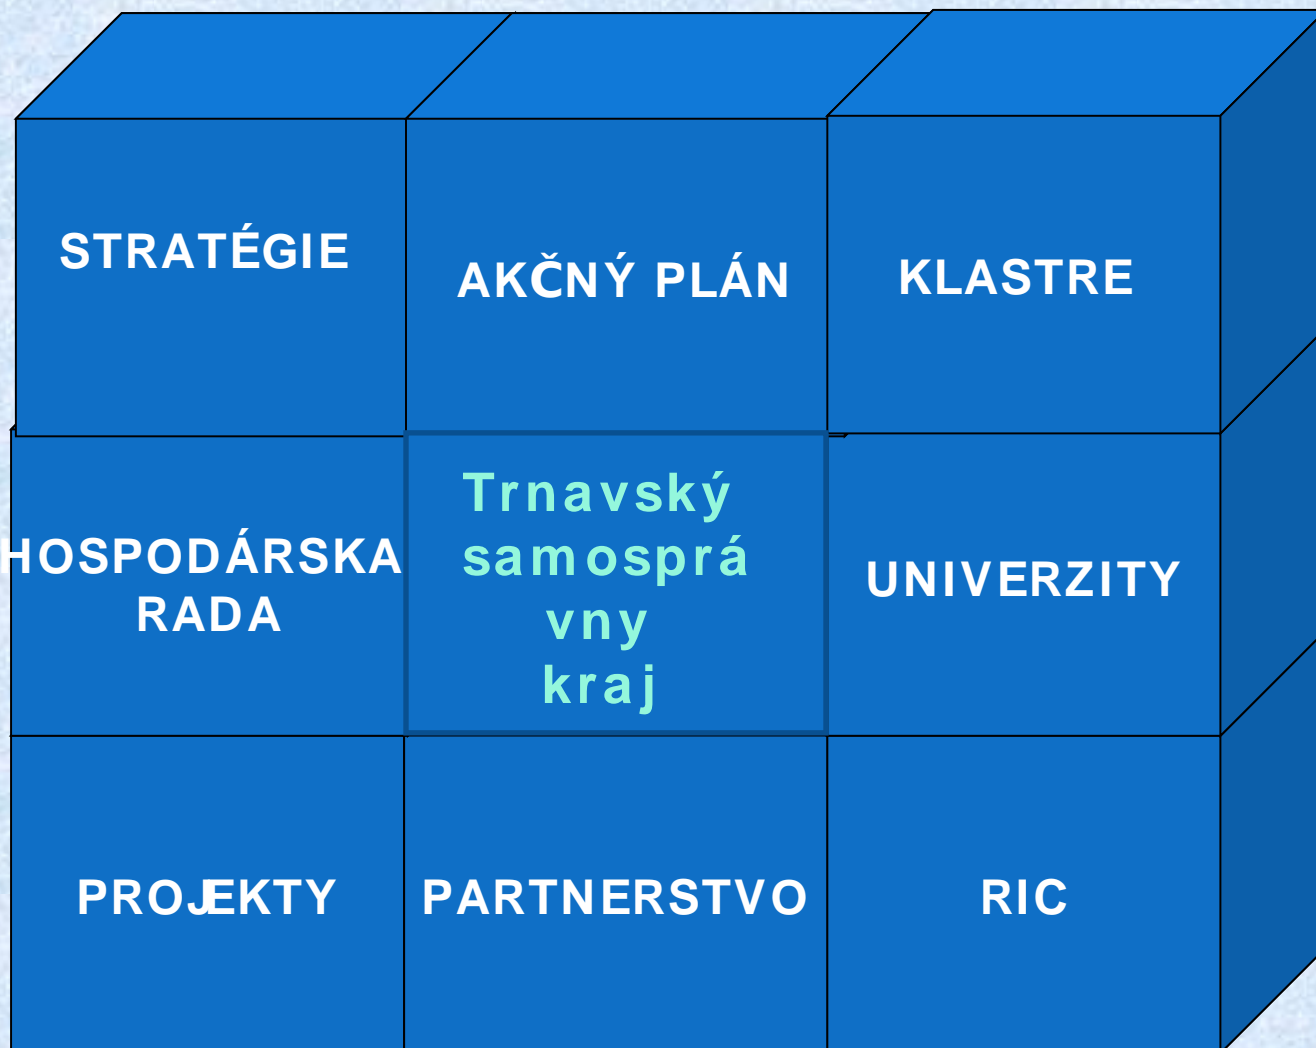 STRATÉGIE
AKČNÝ PLÁN
KLASTRE
HOSPODÁRSKA
RADA
Trnavský
samosprá
vny
kraj
UNIVERZITY
PROJEKTY
PARTNERSTVO
RIC